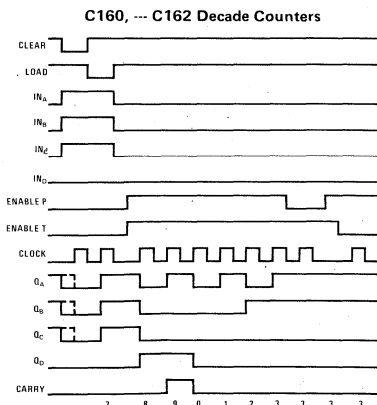 C160, --- C162 Decade Counters
CLEAR
LOAD
INA
INB
INC
IND
ENABLE P
ENABLE T
CLOCK
QA
QB
QC
QD
CARRY
7 8 9 0 1 2 3 3 3 3